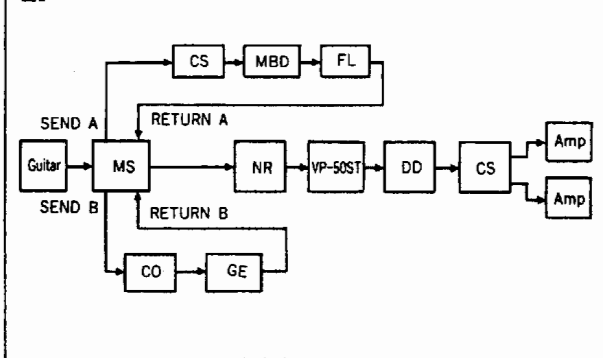 CS MBD FL
SEND A RETURN A
Guitar MS NR VP-50ST DD CS Amp
Amp
SEND B RETURN B
CO GE